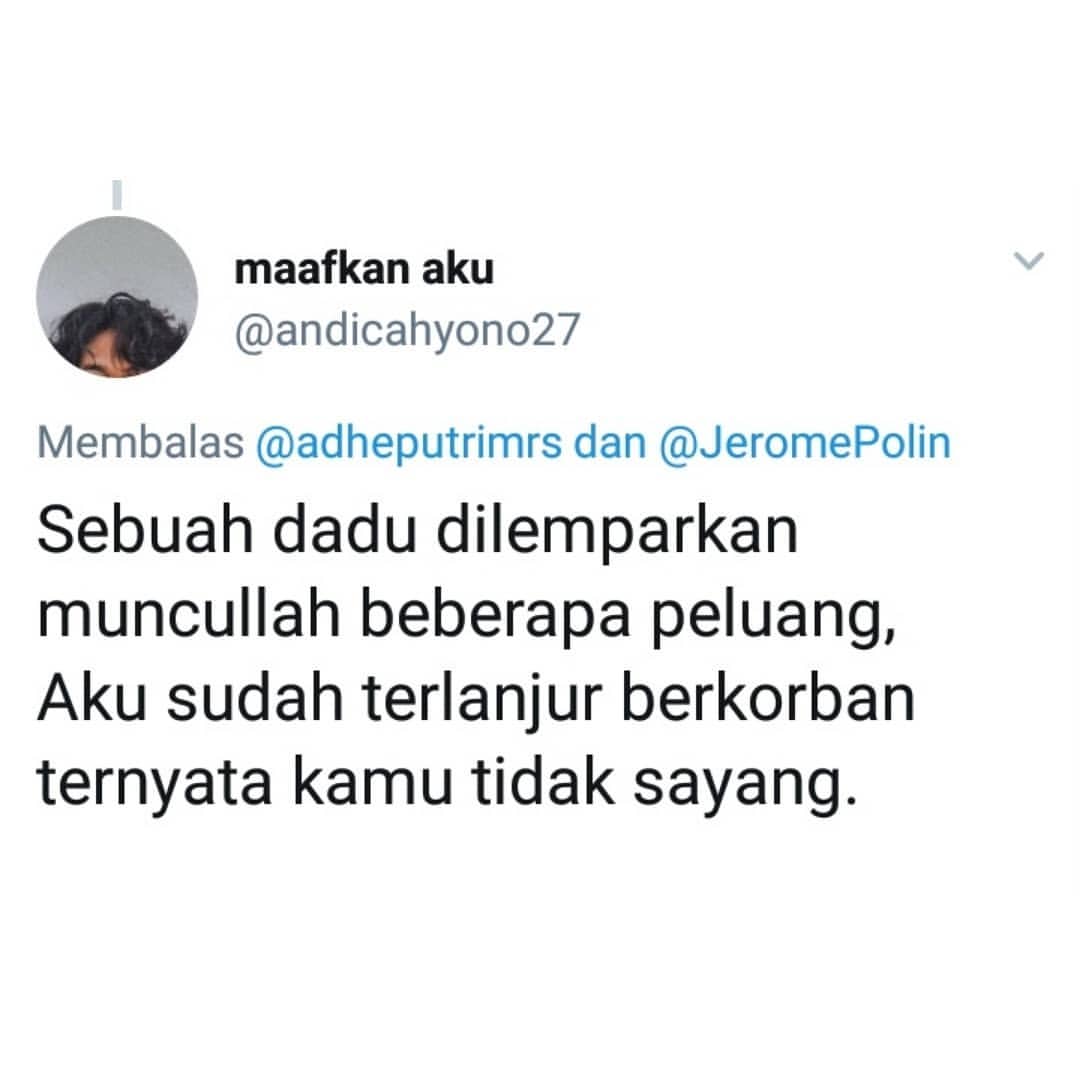 maafkan aku
@andicahyono27
Membalas @adheputrimrs dan @JeromePolin
Sebuah dadu dilemparkan
muncullah beberapa peluang,
Aku sudah terlanjur berkorban
ternyata kamu tidak sayang.